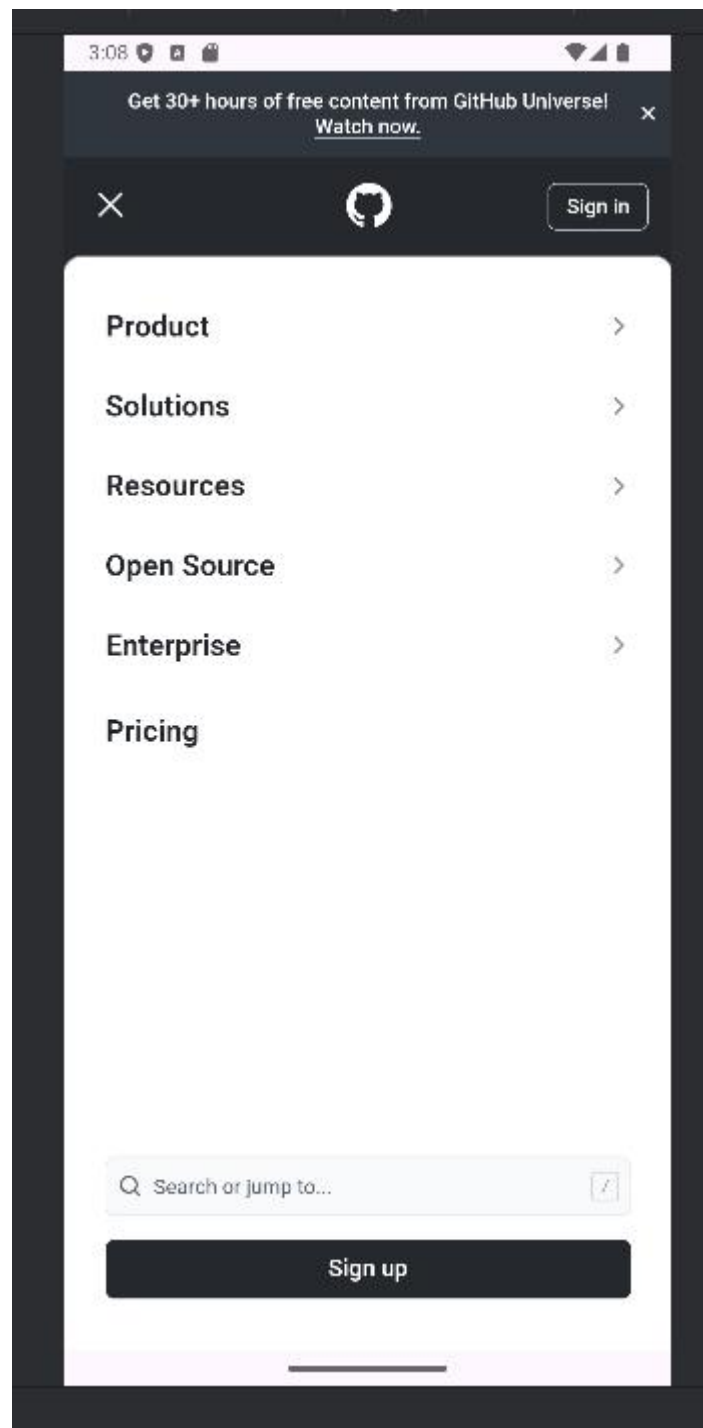 3:08
Get 30+ hours of free content from GitHub Universe!
Watch now.
Sign in
Product
Solutions
Resources
Open Source
Enterprise
Pricing
Search or jump to...
/
Sign up